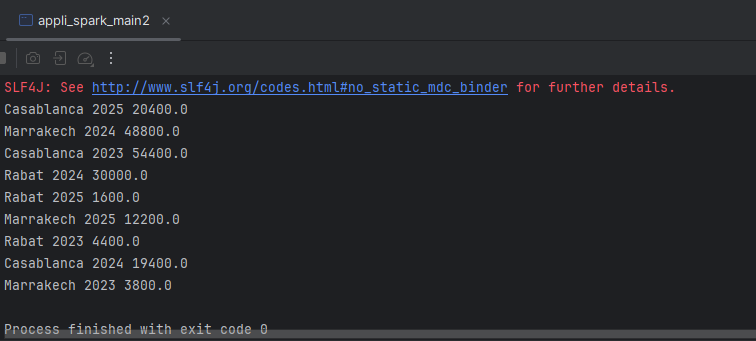 appli_spark_main2
SLF4J: See http://www.slf4j.org/codes.html#no_static_mdc_binder for further details.
Casablanca 2025 20400.0
Marrakech 2024 48800.0
Casablanca 2023 54400.0
Rabat 2024 30000.0
Rabat 2025 1600.0
Marrakech 2025 12200.0
Rabat 2023 4400.0
Casablanca 2024 19400.0
Marrakech 2023 3800.0
Process finished with exit code 0